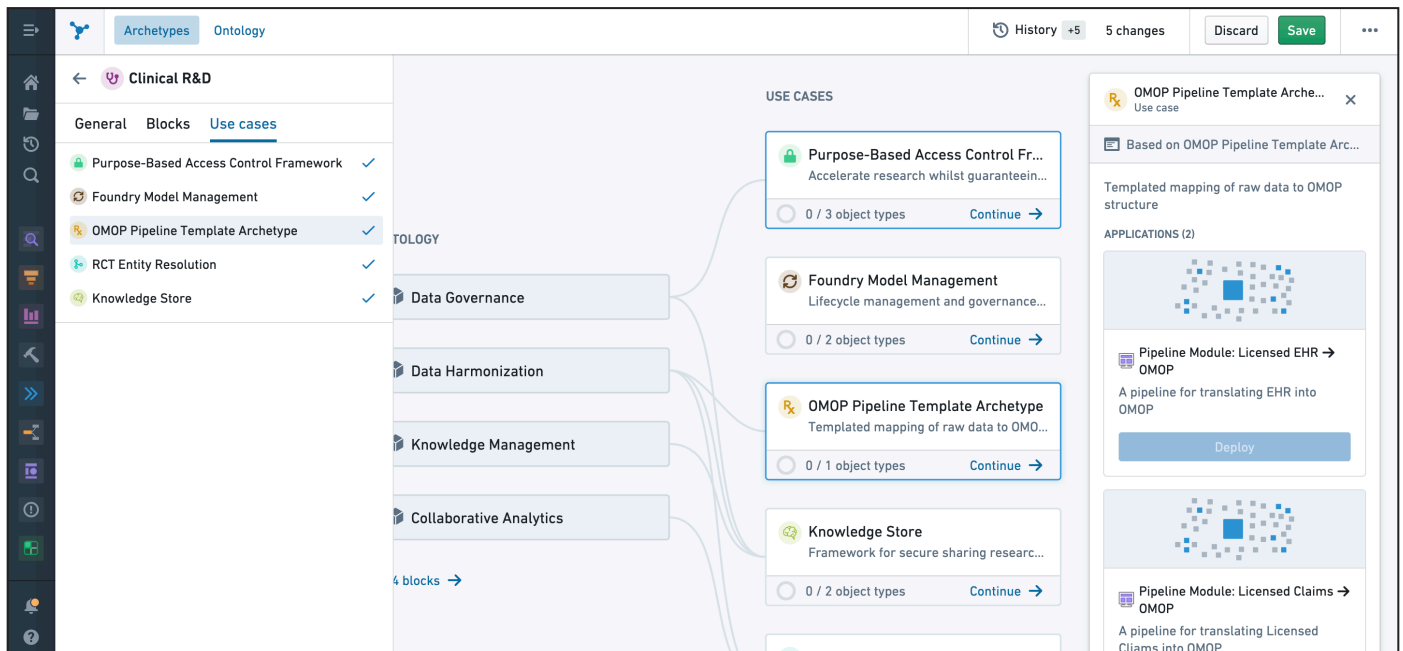 Archetypes
Ontology
History +5
5 changes
Discard
Save
Clinical R&D
General
Blocks
Use cases
Purpose-Based Access Control Framework
Foundry Model Management
OMOP Pipeline Template Archetype
RCT Entity Resolution
Knowledge Store
TOLOGY
Data Governance
Data Harmonization
Knowledge Management
Collaborative Analytics
4 blocks →
USE CASES
Purpose-Based Access Control Fr...
Accelerate research whilst guaranteein...
0 / 3 object types
Continue →
Foundry Model Management
Lifecycle management and governance...
0 / 2 object types
Continue →
OMOP Pipeline Template Archetype
Templated mapping of raw data to OMO...
0 / 1 object types
Continue →
Knowledge Store
Framework for secure sharing researc...
0 / 2 object types
Continue →
OMOP Pipeline Template Arche...
Use case
Based on OMOP Pipeline Template Arc...
Templated mapping of raw data to OMOP
structure
APPLICATIONS (2)
Pipeline Module: Licensed EHR →
OMOP
A pipeline for translating EHR into
OMOP
Deploy
Pipeline Module: Licensed Claims →
OMOP
A pipeline for translating Licensed
Cliams into OMOP